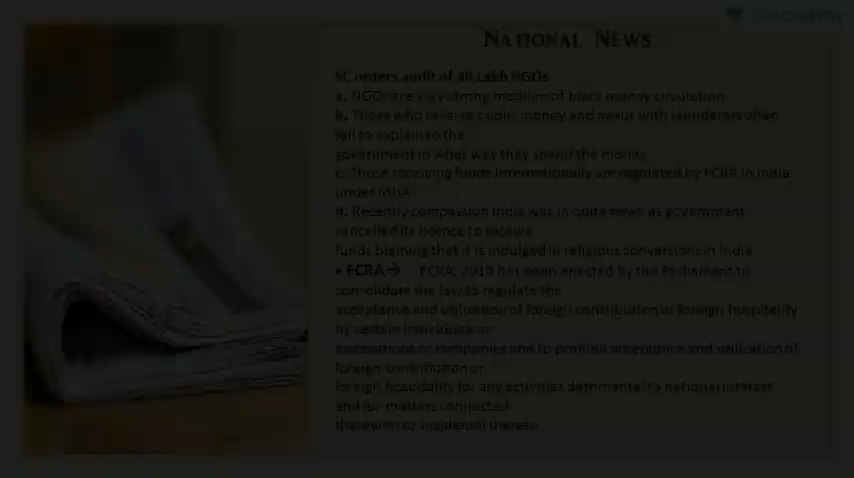 NATIONAL NEWS
SC orders audit of 30 Lakh NGOs
a. NGOs are very strong medium of black money circulation
b. Those who receive public money and nexus with launderers often
fail to explain to the
government in what way they spend the money
c. Those receiving funds internationally are regulated by FCRA in India
under
d. Recently compassion India was in quite news as government
cancelled its licence to receive
funds blaming that it is indulged in religious conversions in India
• FCRA→ FCRA, 2010 has been enacted by the Parliament to
consolidate the law to regulate the
acceptance and utilisation of foreign contribution or foreign hospitality
by certain individuals or
associations or companies and to prohibit acceptance and utilisation of
foreign contribution or
foreign hospitality for any activities detrimental to national interest
and for matters connected
therewith or incidental thereto